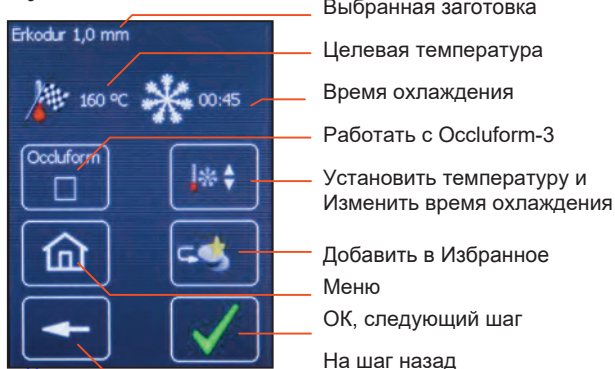 Выбранная заготовка
Erkodur 1,0 mm
Целевая температура
160 ºC
00:45
Время охлаждения
Работать с Occluform-3
Occluform
Установить температуру и
Изменить время охлаждения
Добавить в Избранное
Меню
ОК, следующий шаг
На шаг назад